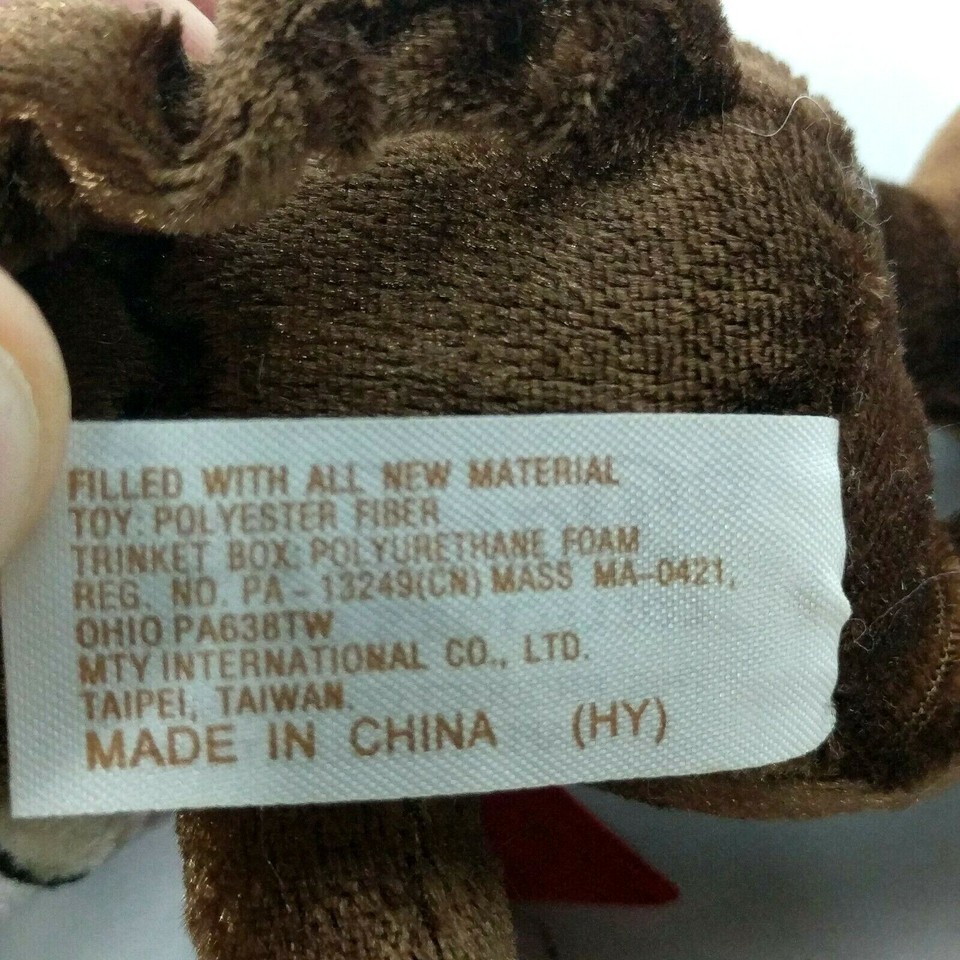 FILLED WITH ALL NEW MATERIAL
TOY: POLYESTER FIBER
TRINKET BOX: POLYURETHANE FOAM
REG. NO. PA-13249(CN) MASS MA-0421,
OHIO PA638TW
MTY INTERNATIONAL CO., LTD.
TAIPEI, TAIWAN.
MADE IN CHINA (HY)